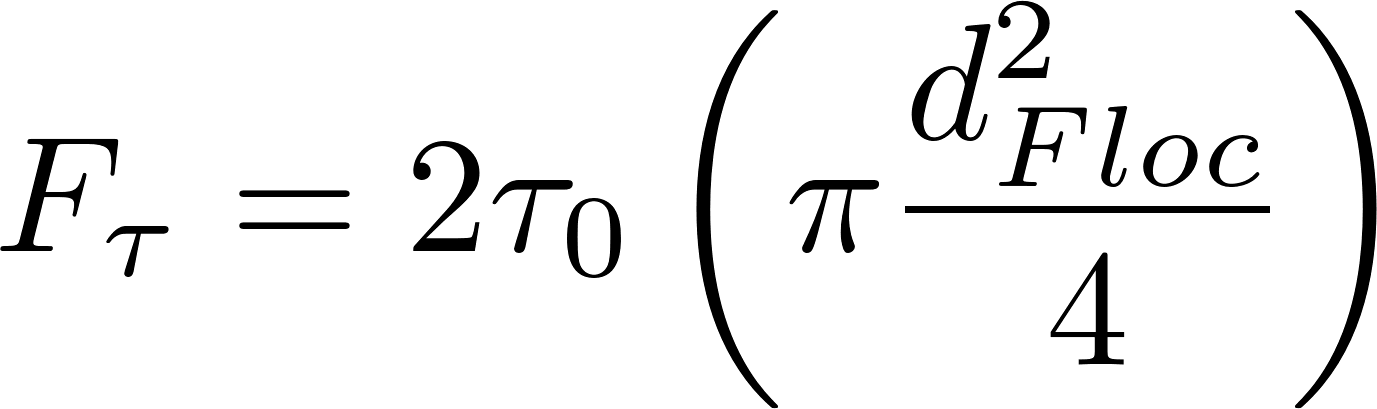 F_τ = 2τ_0 (π d_{Floc}^2 / 4)